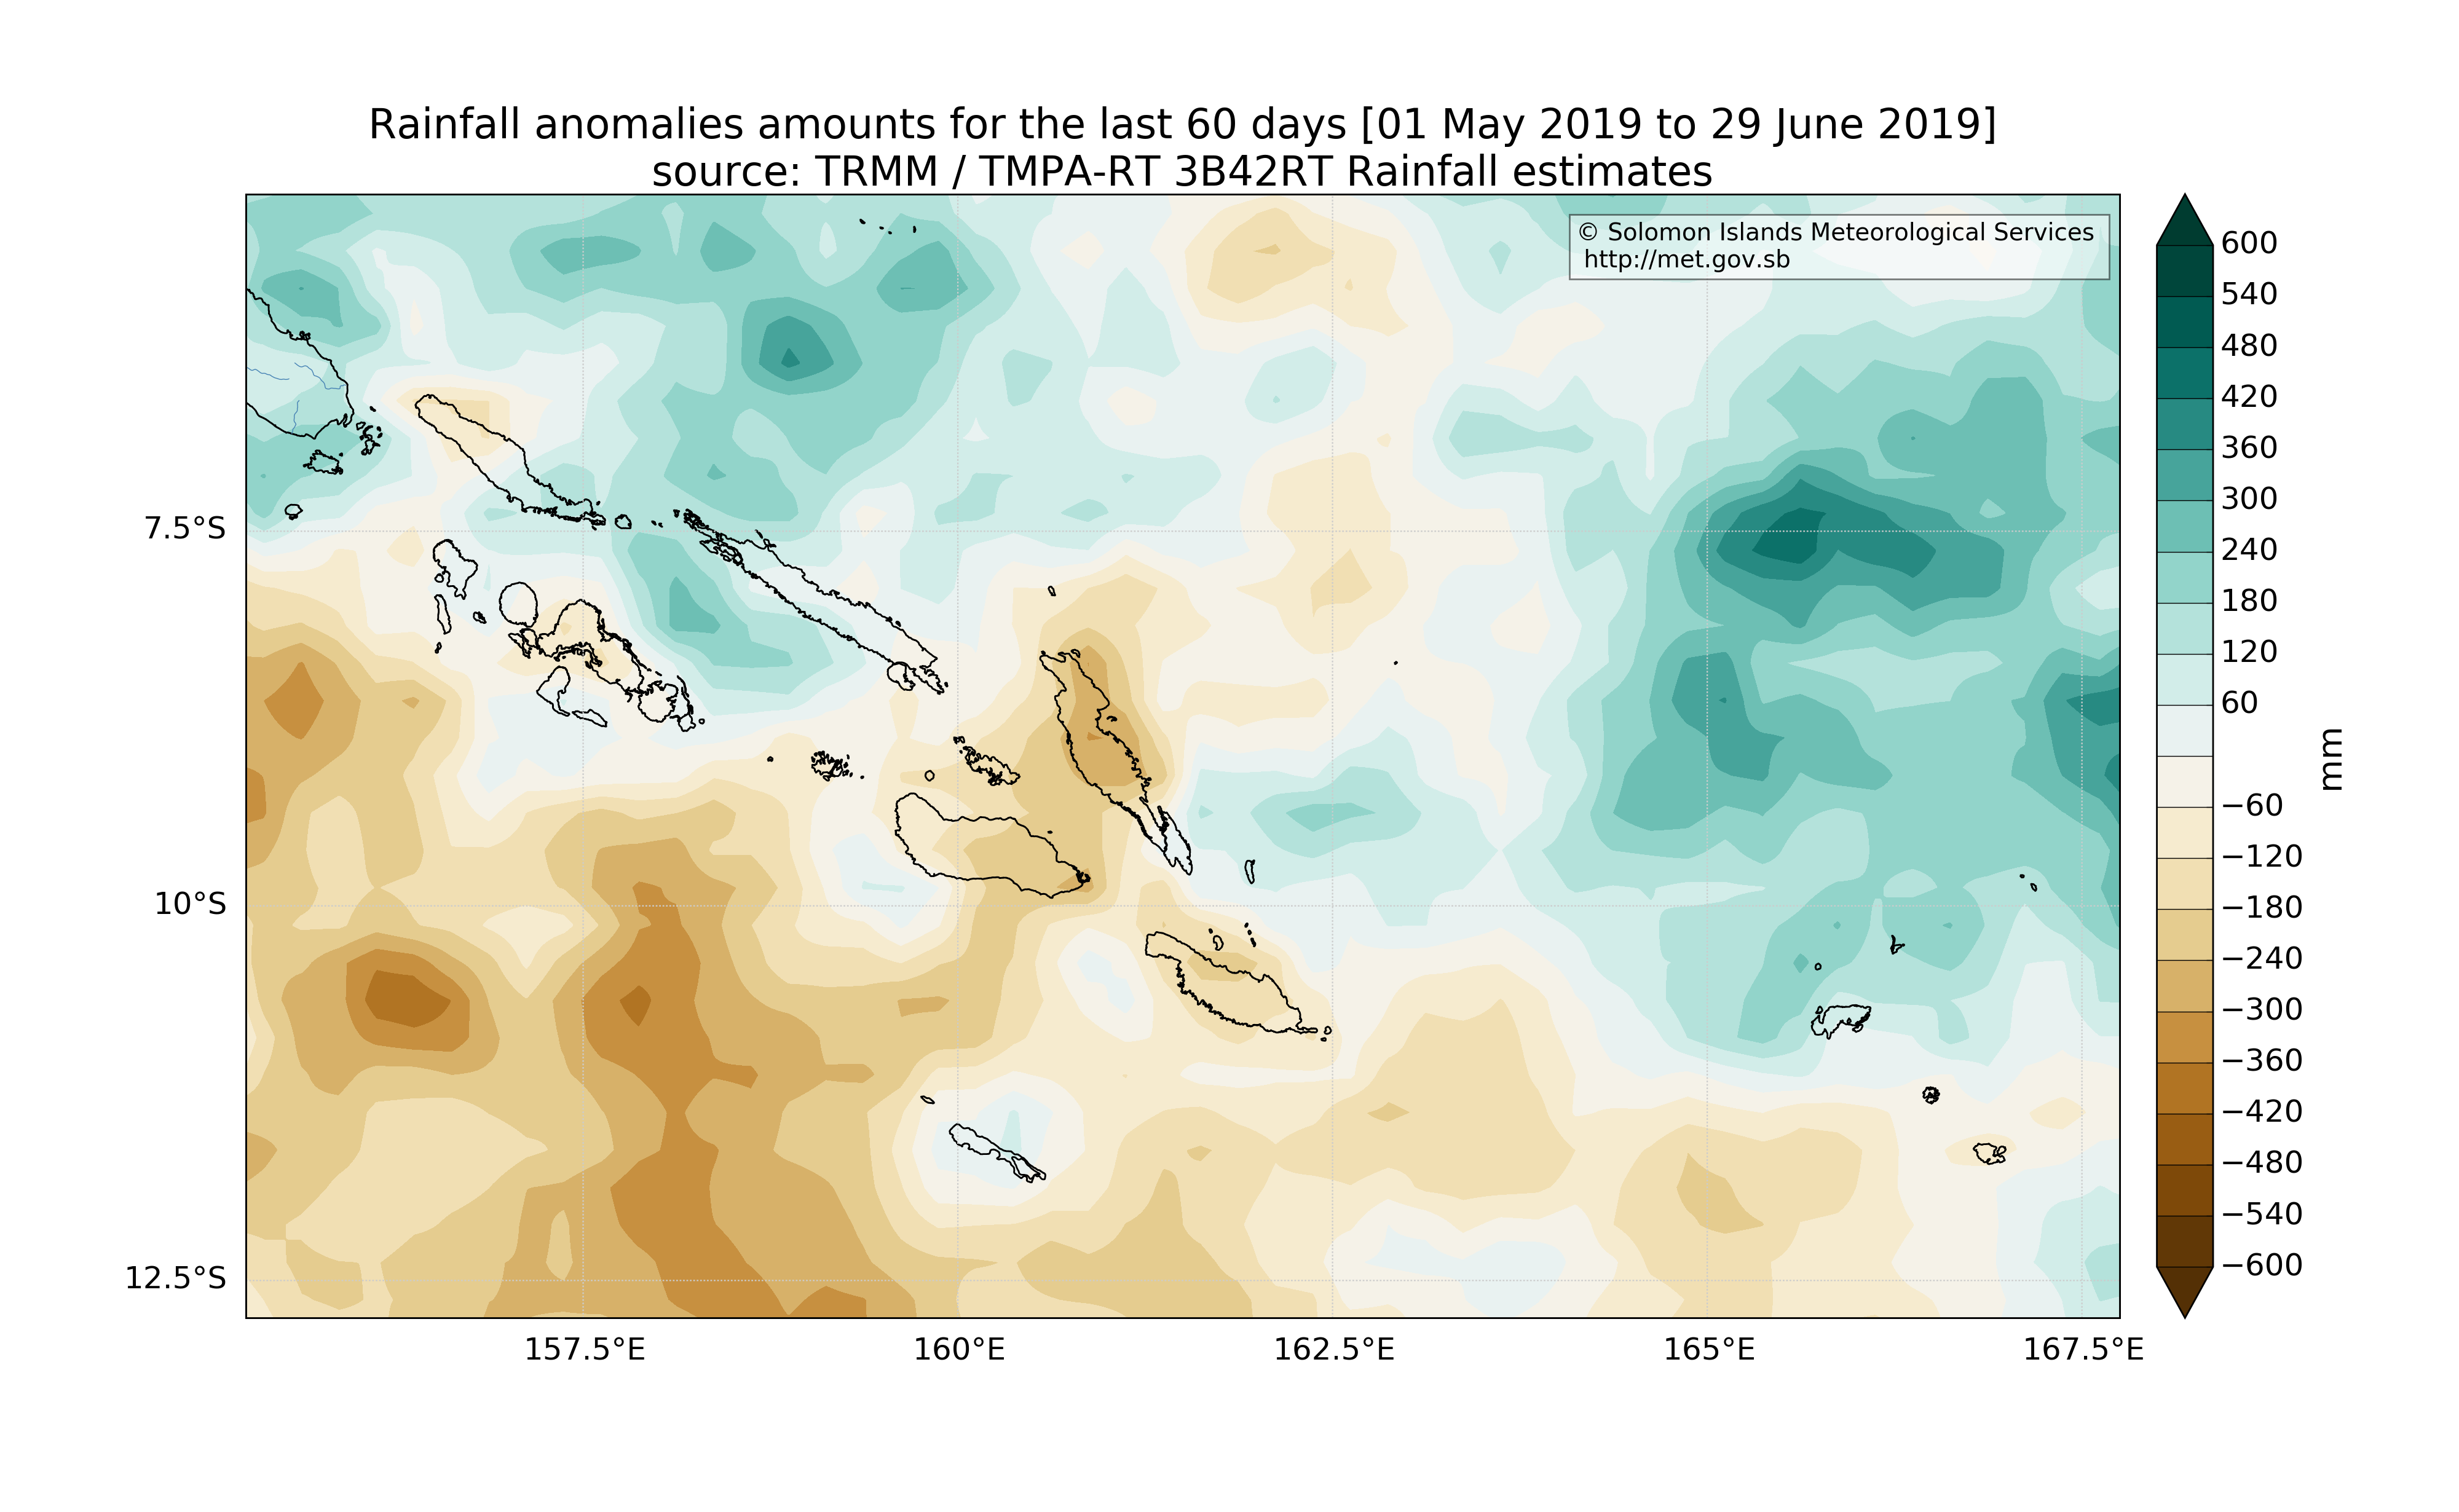 Rainfall anomalies amounts for the last 60 days [01 May 2019 to 29 June 2019]
source: TRMM / TMPA-RT 3B42RT Rainfall estimates
© Solomon Islands Meteorological Services
http://met.gov.sb
7.5°S
10°S
12.5°S
157.5°E
160°E
162.5°E
165°E
167.5°E
600
540
480
420
360
300
240
180
120
60
−60
−120
−180
−240
−300
−360
−420
−480
−540
−600
mm